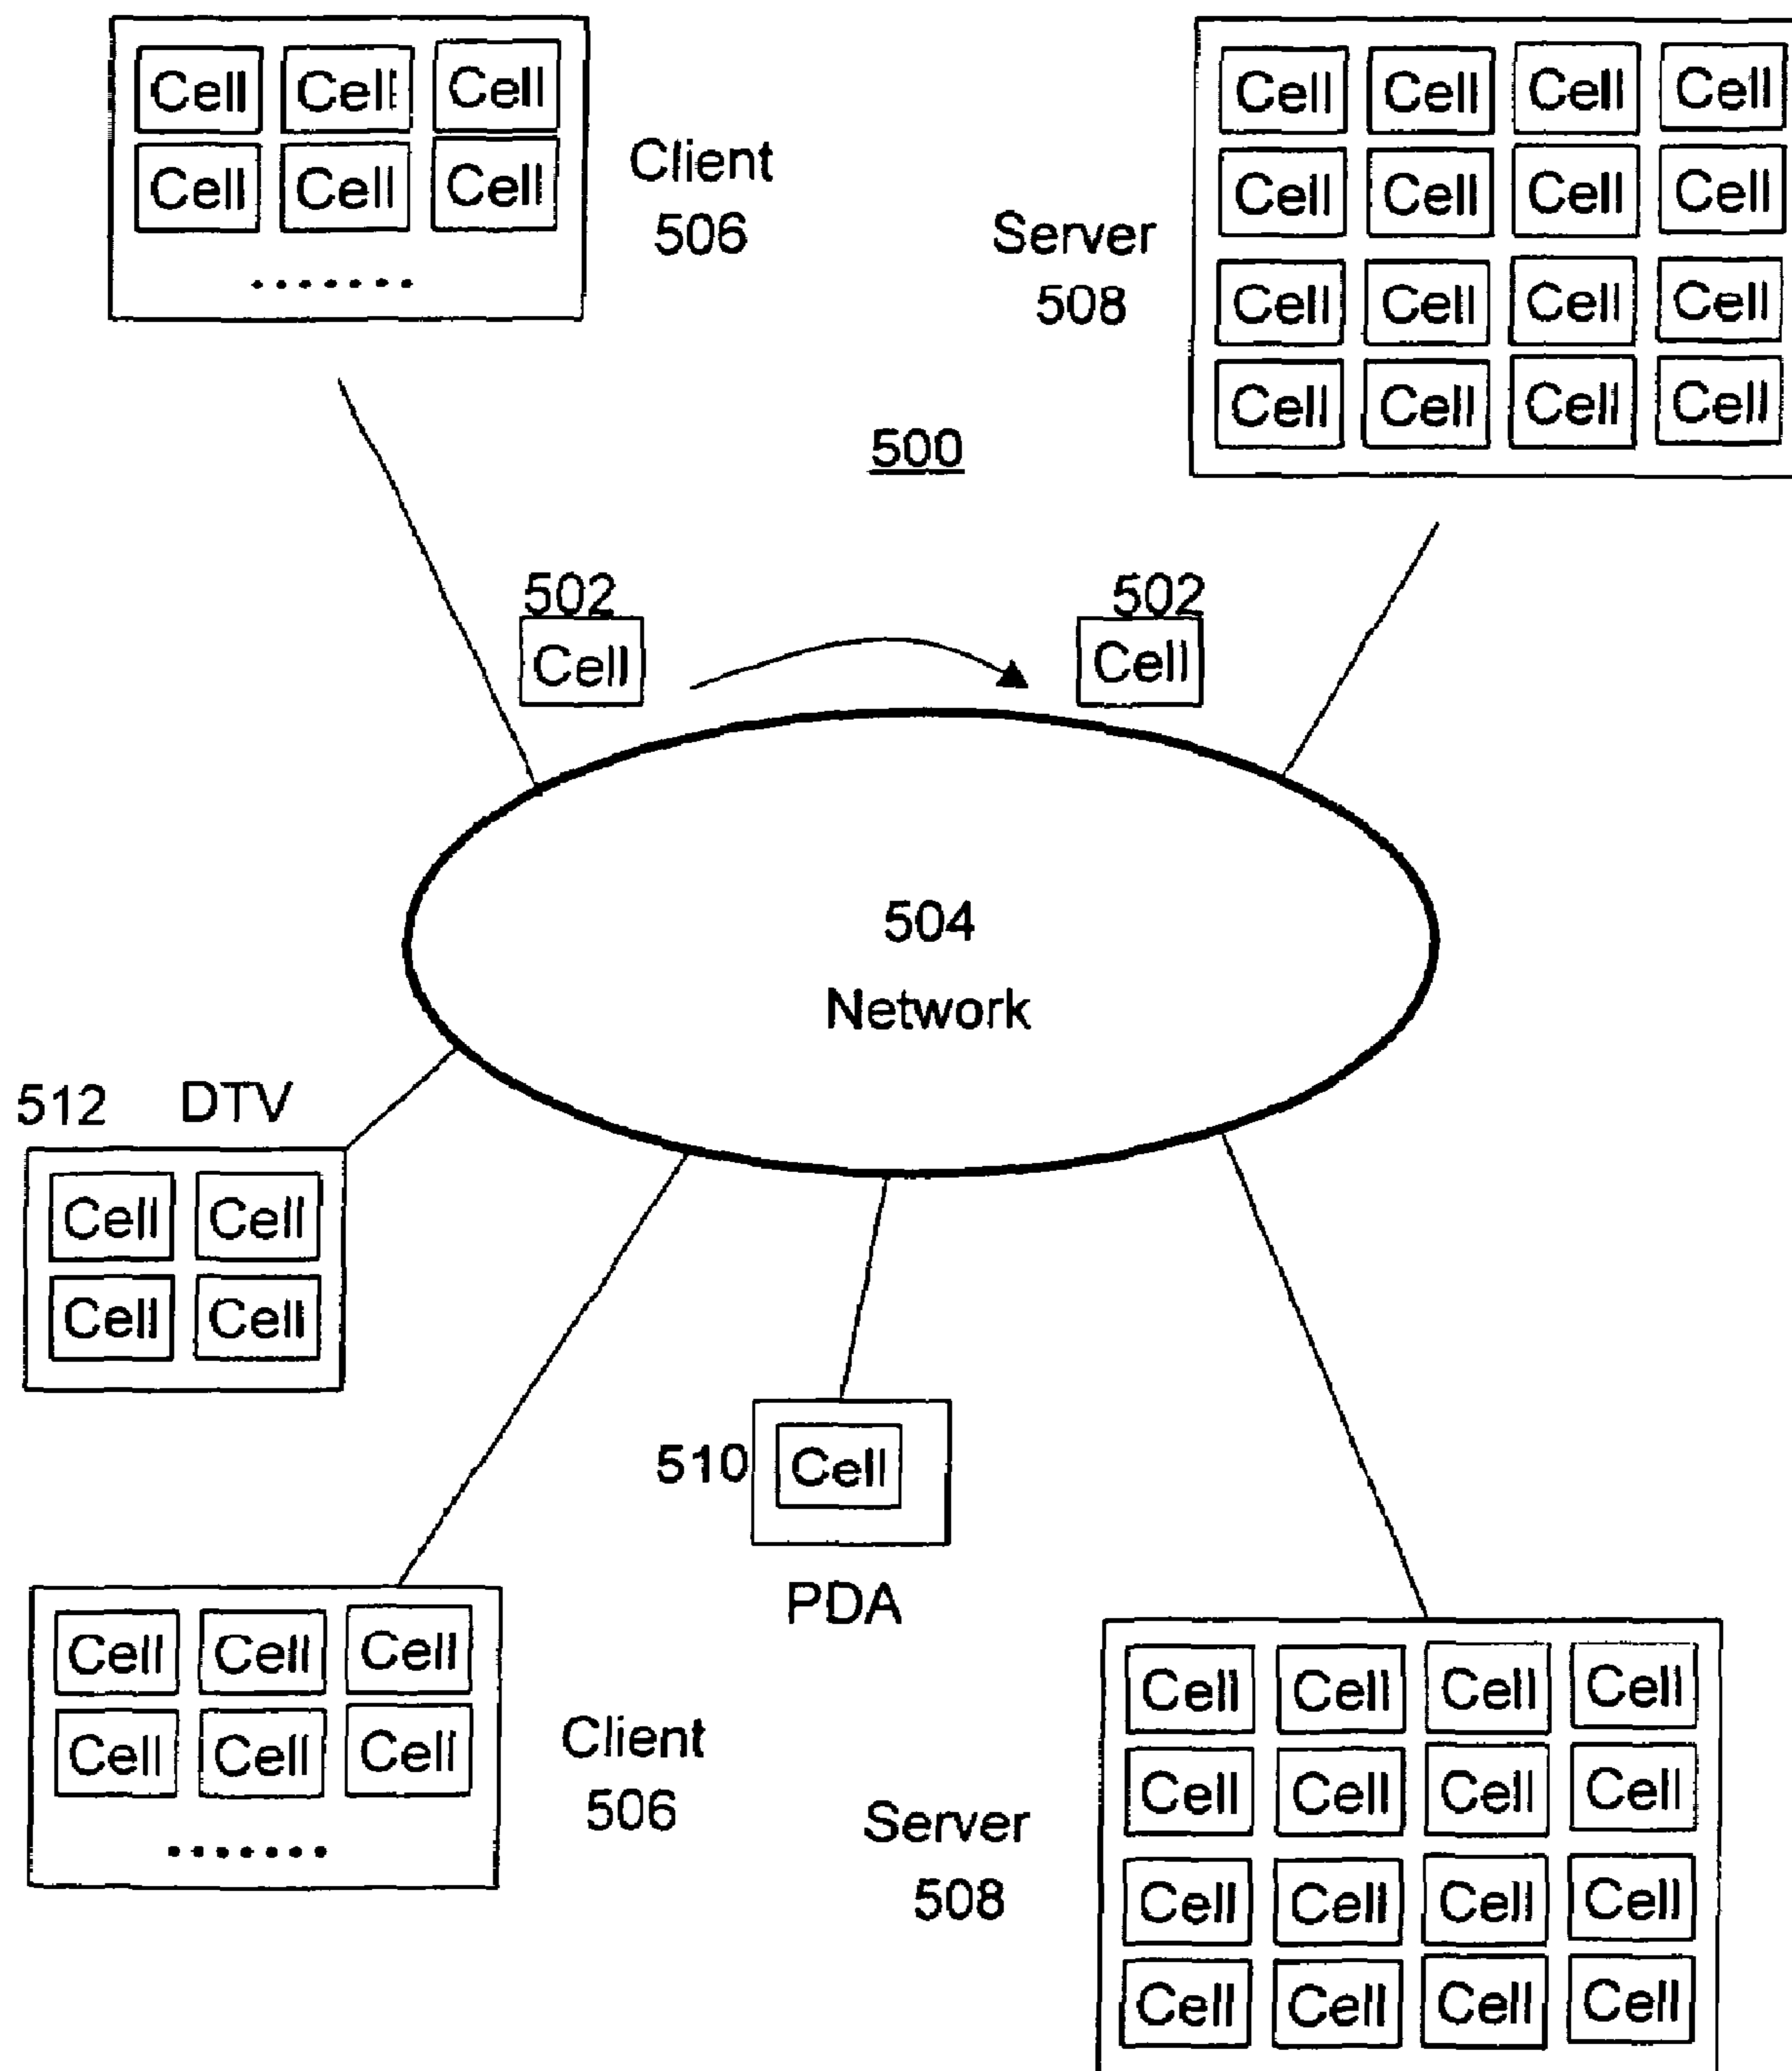 Cell Cell Cell
Cell Cell Cell
.......
Client
506
Server
508
Cell Cell Cell Cell
Cell Cell Cell Cell
Cell Cell Cell Cell
Cell Cell Cell Cell
500
502
Cell
502
Cell
504
Network
512 DTV
Cell Cell
Cell Cell
510
Cell
PDA
Cell Cell Cell
Cell Cell Cell
.......
Client
506
Server
508
Cell Cell Cell Cell
Cell Cell Cell Cell
Cell Cell Cell Cell
Cell Cell Cell Cell